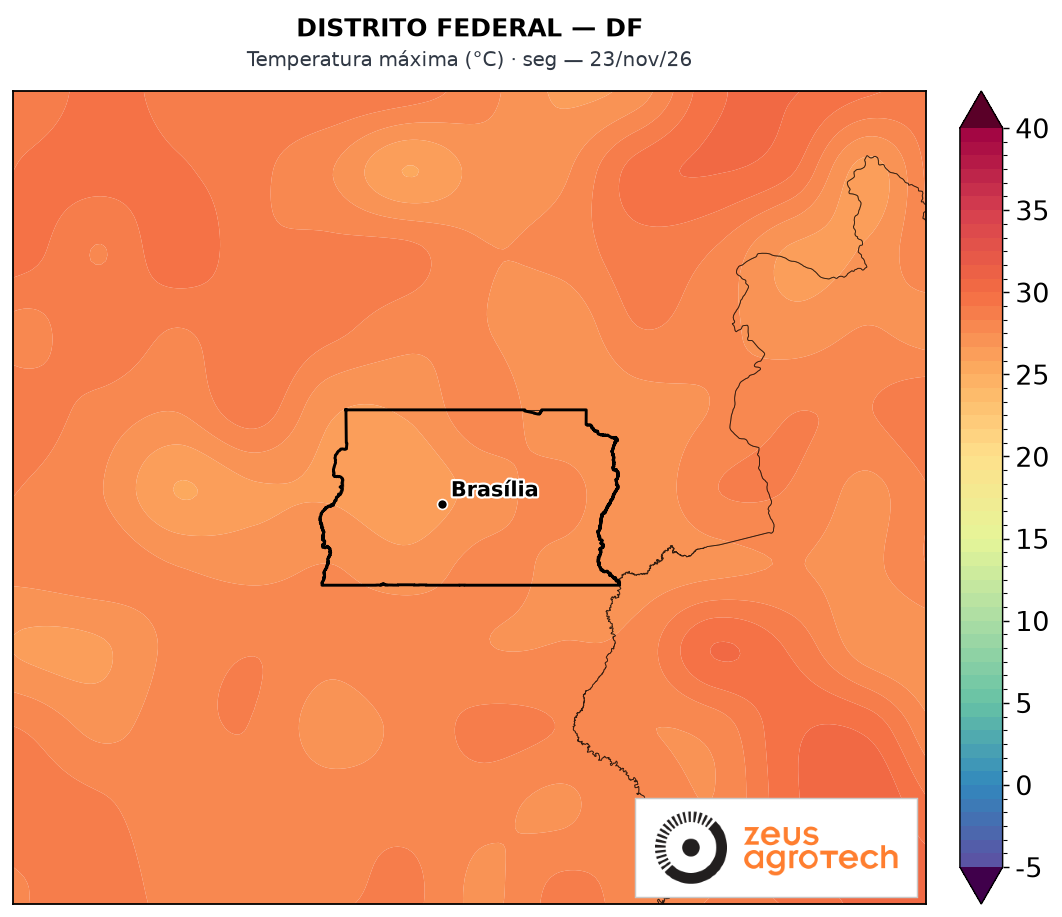 DISTRITO FEDERAL — DF
Temperatura máxima (°C) · seg — 23/nov/26
40
35
30
25
20
15
10
5
0
-5
Brasília
zeus
agrotech